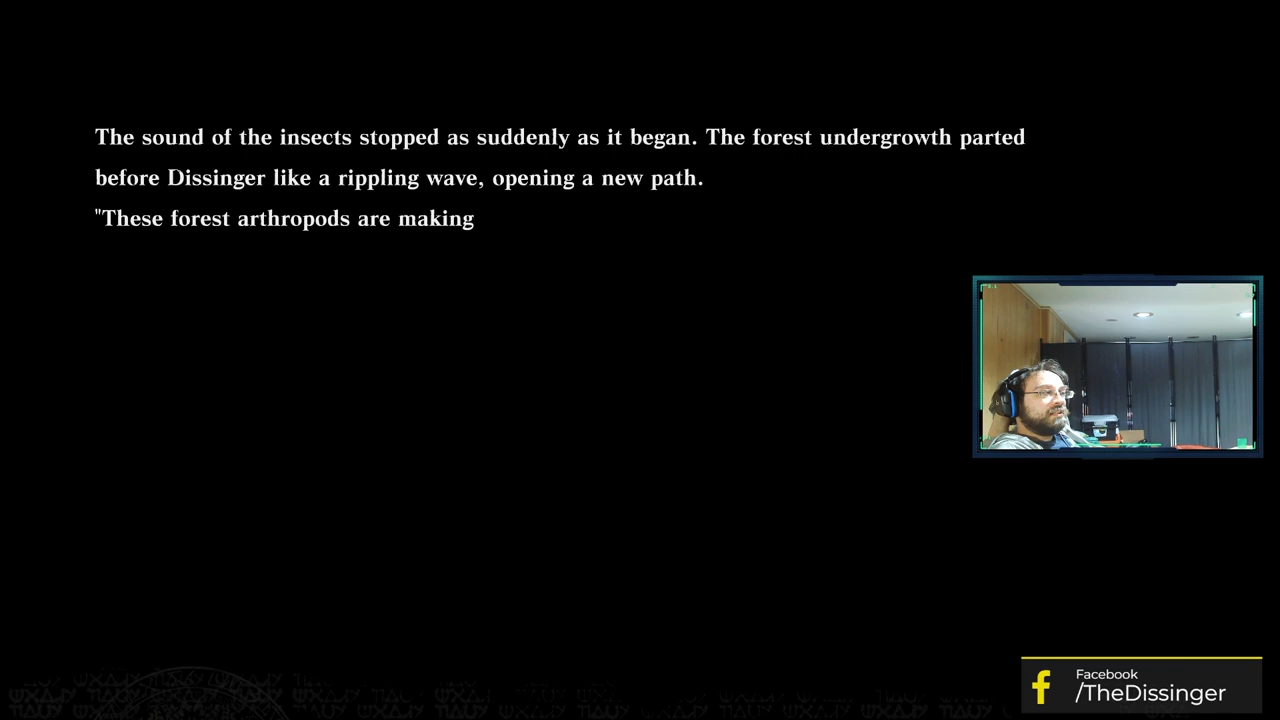 The sound of the insects stopped as suddenly as it began. The forest undergrowth parted
before Dissinger like a rippling wave, opening a new path.
"These forest arthropods are making
Facebook
/TheDissinger